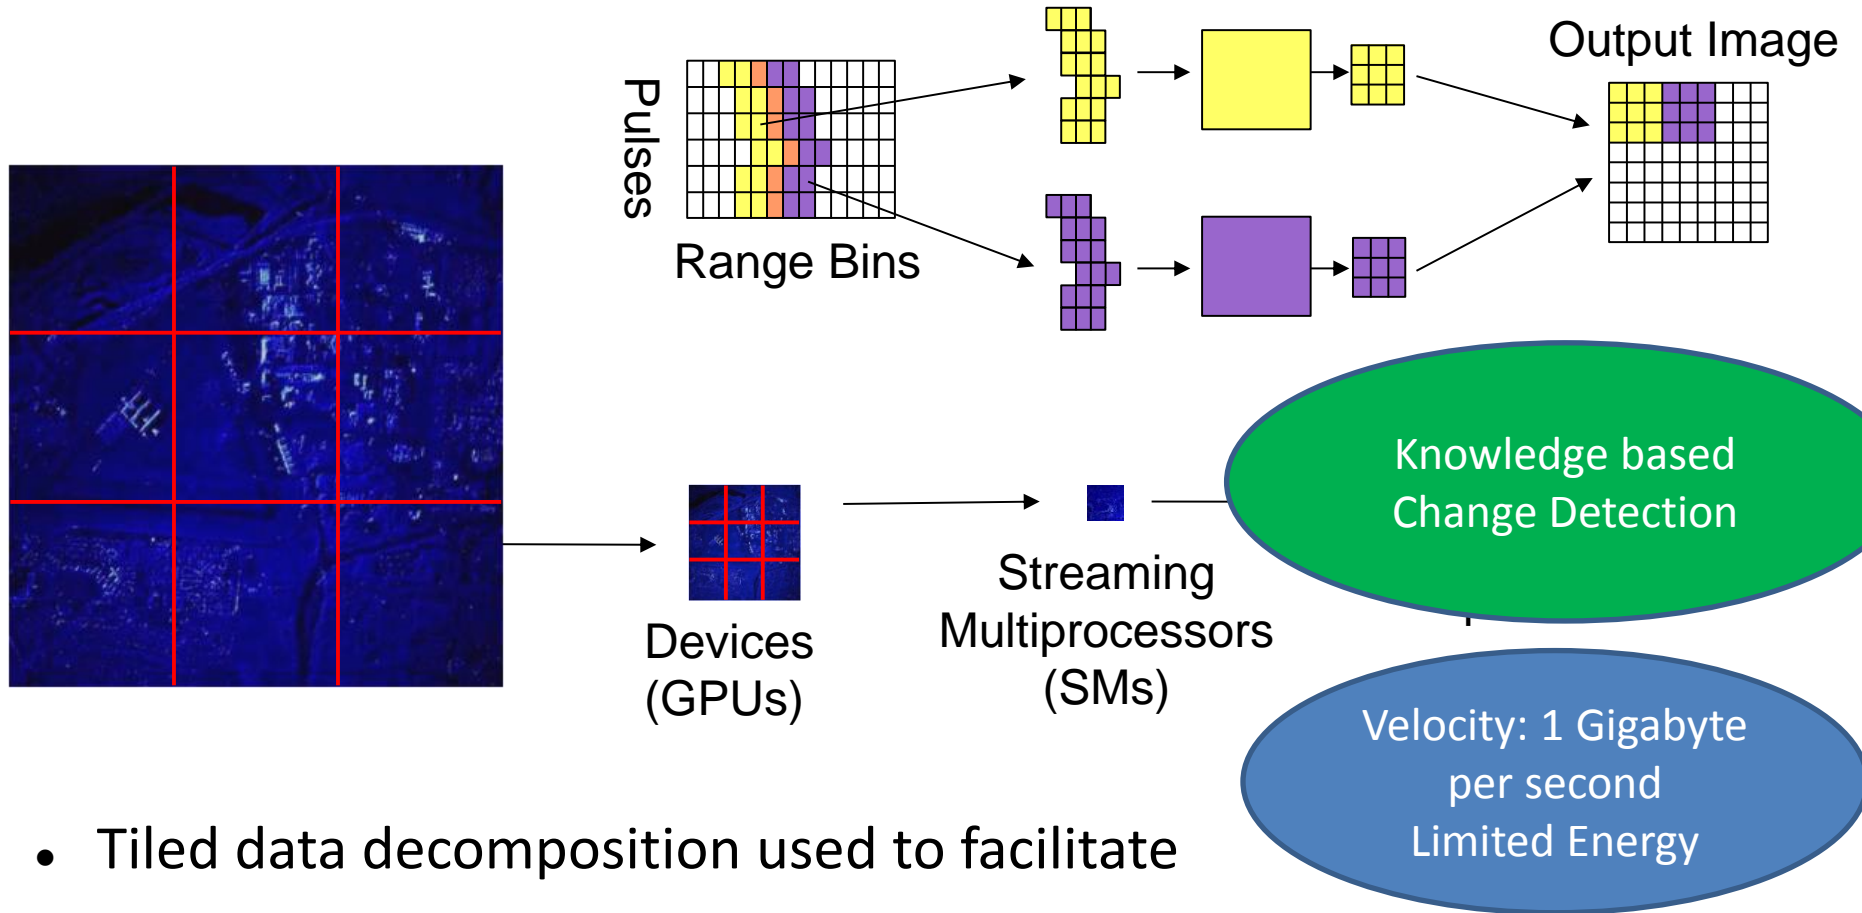 Output Image
Pulses
Range Bins
Knowledge based
Change Detection
Streaming
Multiprocessors
(SMs)
Devices
(GPUs)
Velocity: 1 Gigabyte
per second
Limited Energy
• Tiled data decomposition used to facilitate